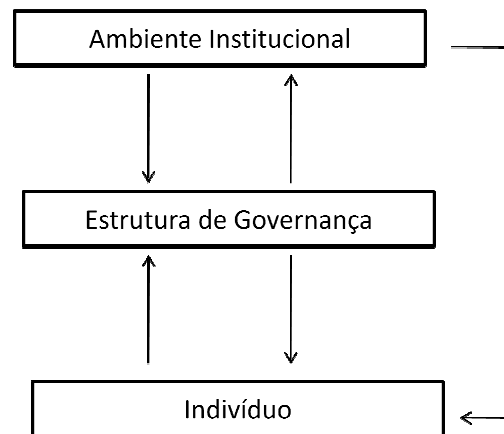 Ambiente Institucional
Estrutura de Governança
Indivíduo